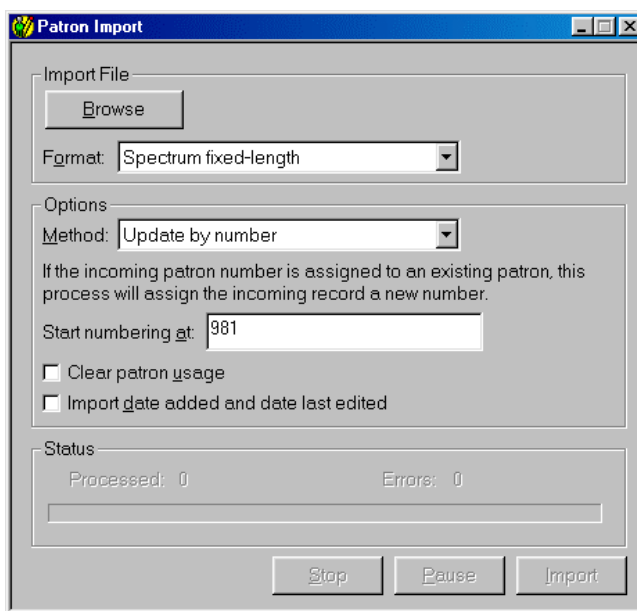 Patron Import
Import File
Browse
Format: Spectrum fixed-length
Options
Method: Update by number
If the incoming patron number is assigned to an existing patron, this
process will assign the incoming record a new number.
Start numbering at: 981
Clear patron usage
Import date added and date last edited
Status
Processed: 0 Errors: 0
Stop Pause Import